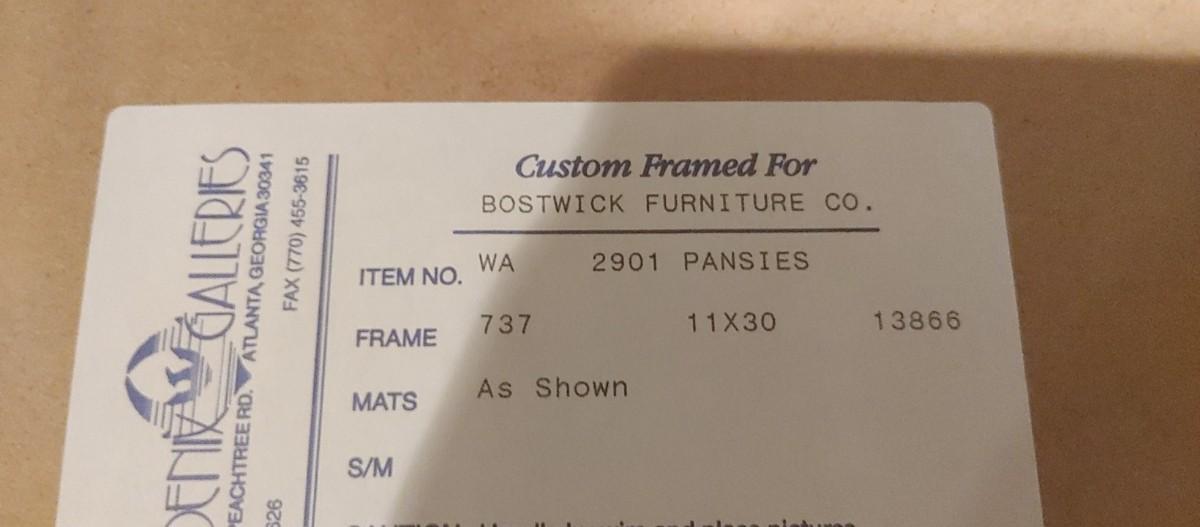 Custom Framed For
BOSTWICK FURNITURE CO.
ITEM NO. WA 2901 PANSIES
FRAME 737 11X30 13866
MATS As Shown
S/M
GALLERIES
PEACHTREE RD. ATLANTA, GEORGIA 30341
FAX (770) 455-3615